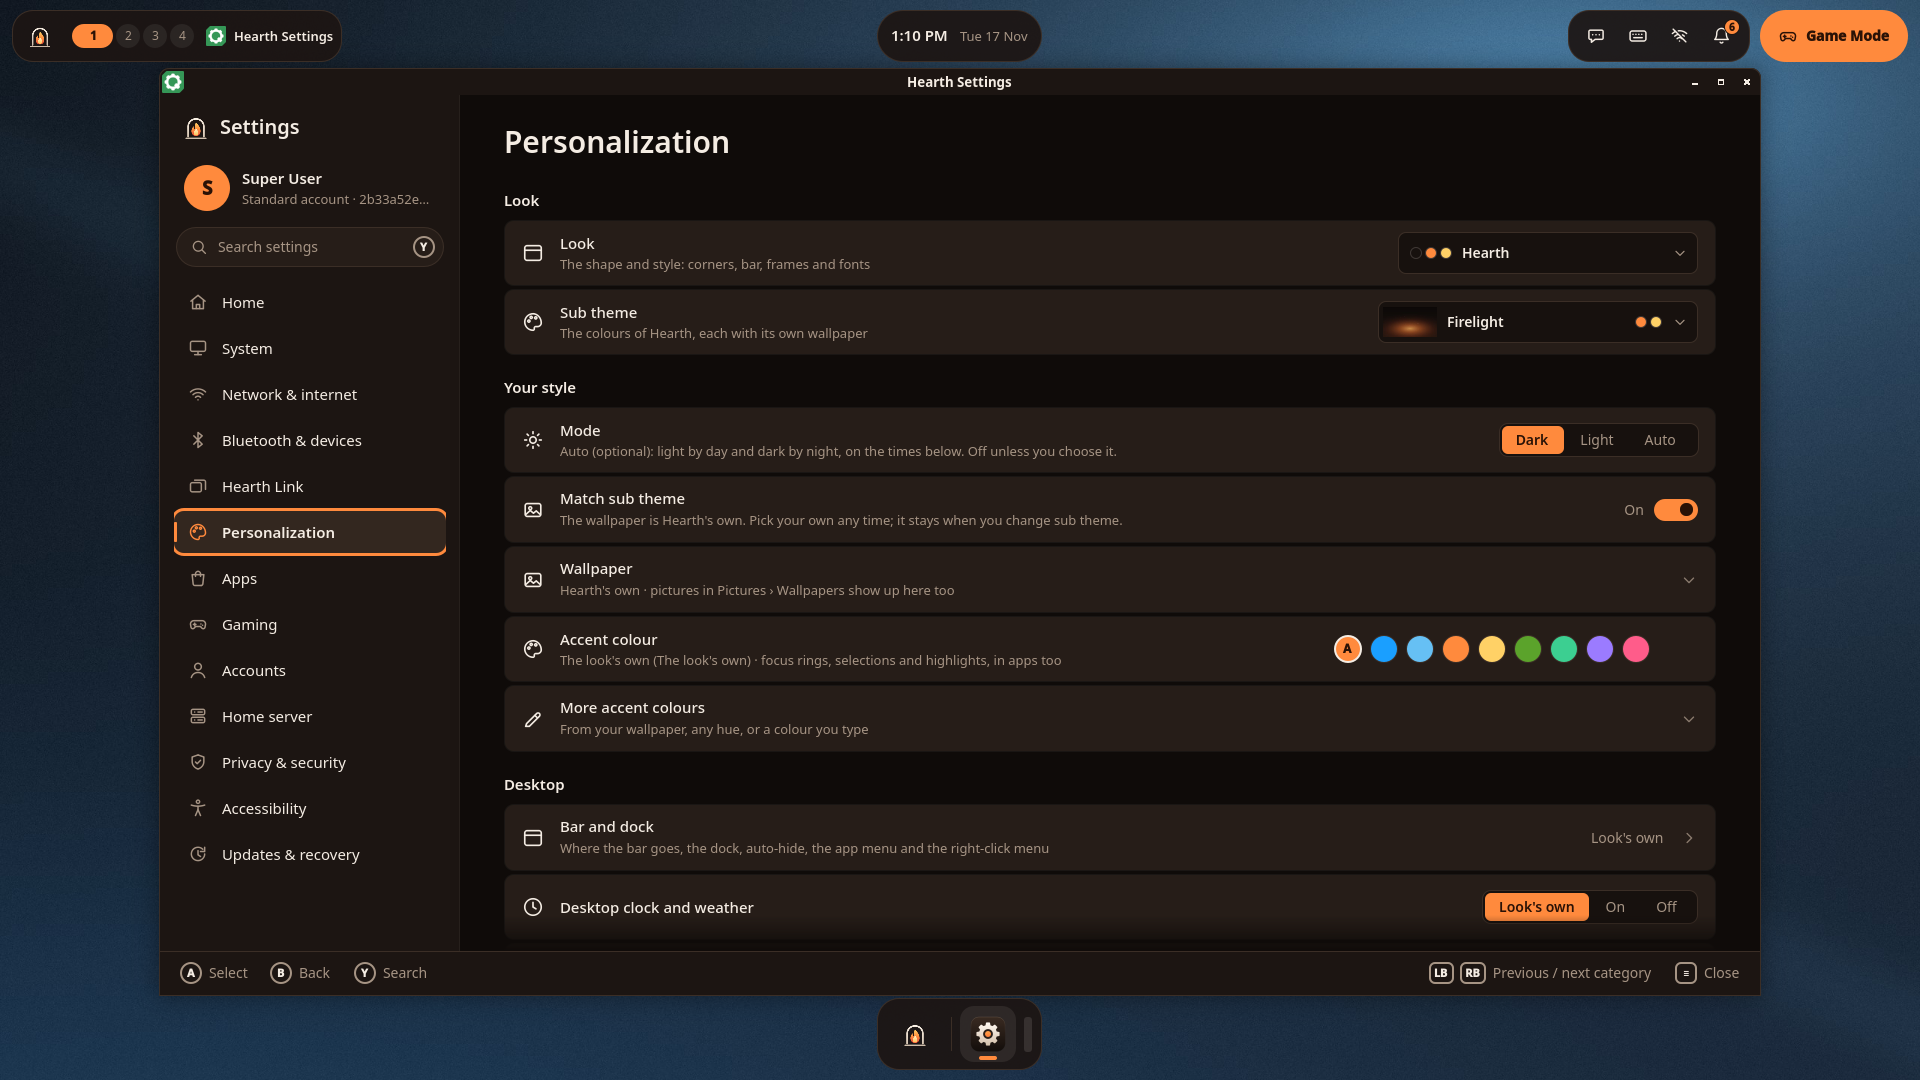 1 2 3 4 Hearth Settings
1:10 PM Tue 17 Nov
6
Game Mode
Hearth Settings
Settings
S
Super User
Standard account · 2b33a52e...
Search settings Y
Home
System
Network & internet
Bluetooth & devices
Hearth Link
Personalization
Apps
Gaming
Accounts
Home server
Privacy & security
Accessibility
Updates & recovery
Personalization
Look
Look
The shape and style: corners, bar, frames and fonts
Hearth
Sub theme
The colours of Hearth, each with its own wallpaper
Firelight
Your style
Mode
Auto (optional): light by day and dark by night, on the times below. Off unless you choose it.
Dark Light Auto
Match sub theme
The wallpaper is Hearth's own. Pick your own any time; it stays when you change sub theme.
On
Wallpaper
Hearth's own · pictures in Pictures › Wallpapers show up here too
Accent colour
The look's own (The look's own) · focus rings, selections and highlights, in apps too
A
More accent colours
From your wallpaper, any hue, or a colour you type
Desktop
Bar and dock
Where the bar goes, the dock, auto-hide, the app menu and the right-click menu
Look's own
Desktop clock and weather
Look's own On Off
A Select B Back Y Search
LB RB Previous / next category ≡ Close